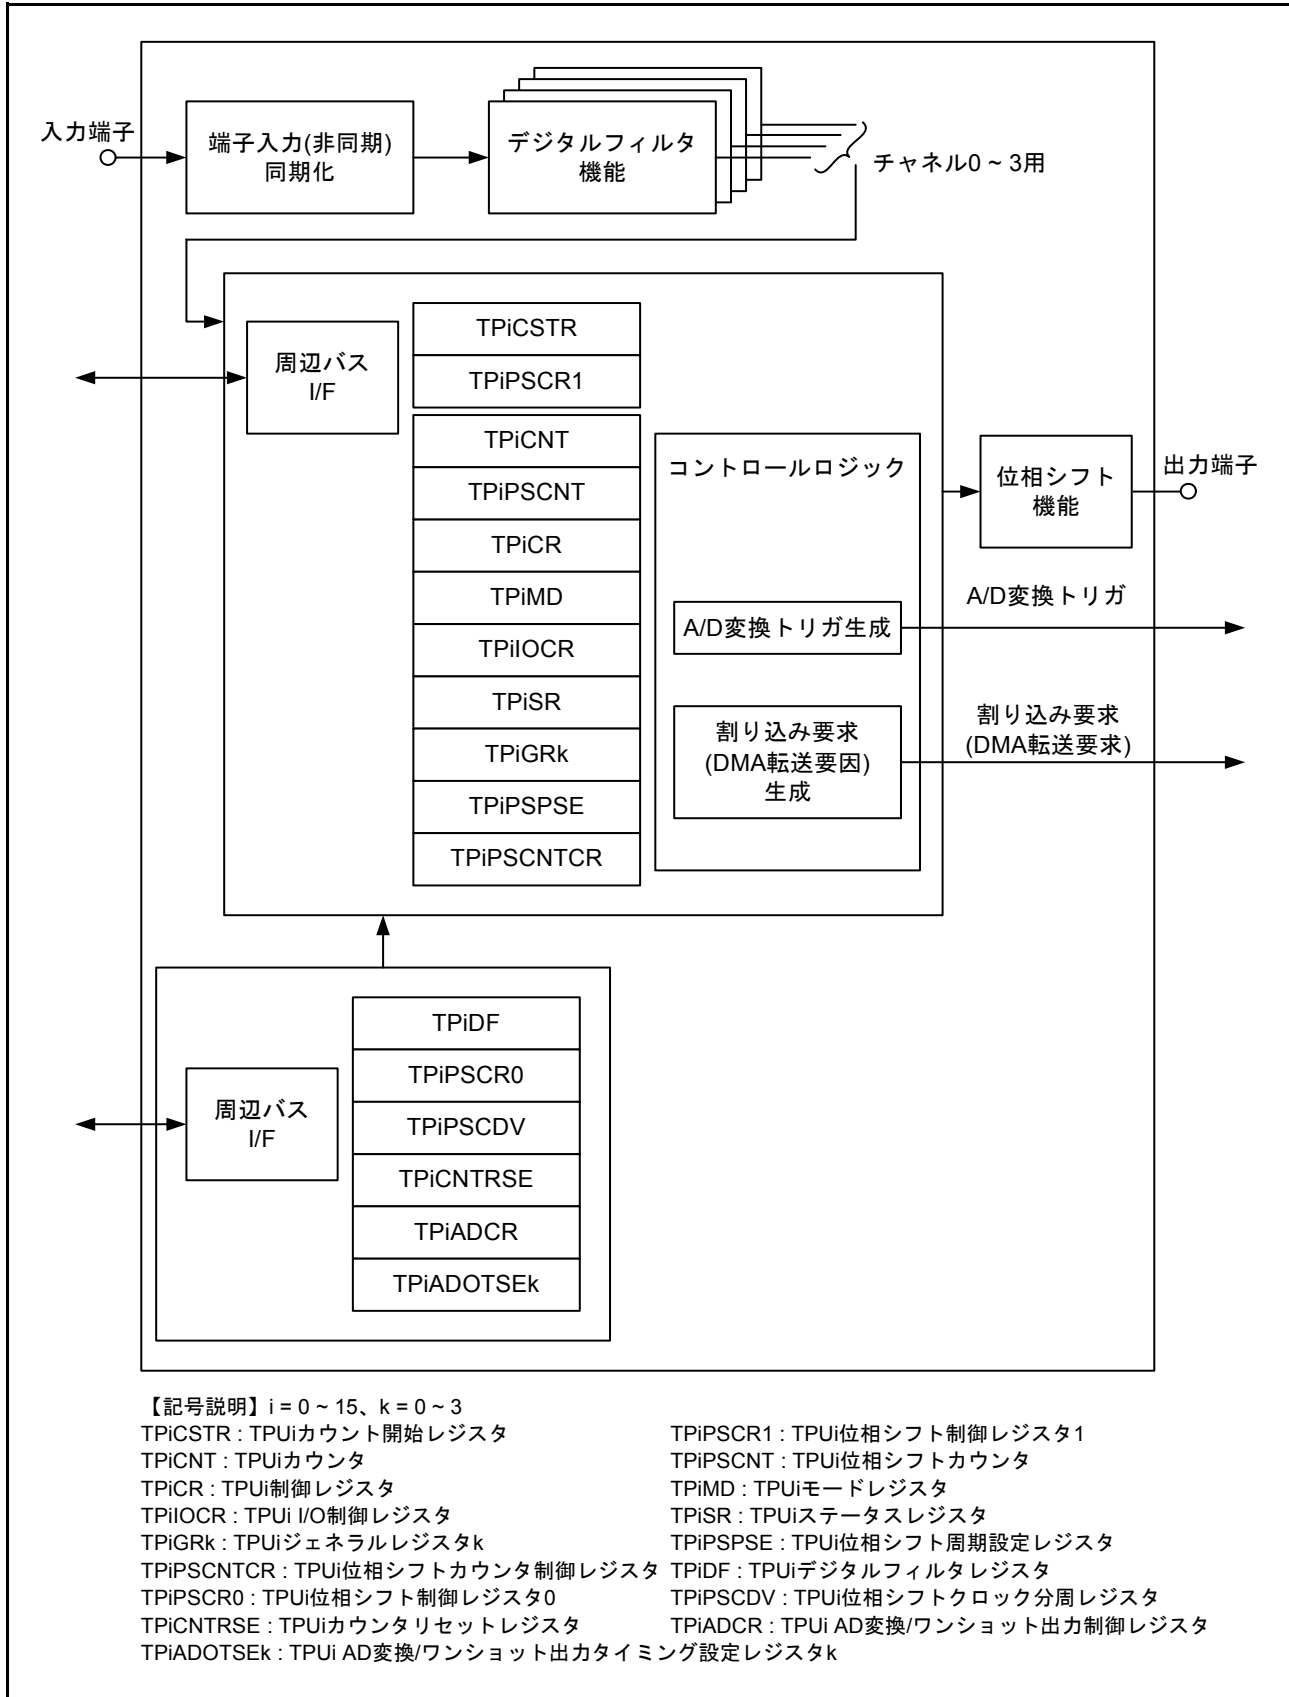 入力端子
端子入力(非同期)
同期化
デジタルフィルタ
機能
チャネル0 ~ 3用
周辺バス
I/F
TPiCSTR
TPiPSCR1
TPiCNT
TPiPSCNT
TPiCR
TPiMD
TPiIOCR
TPiSR
TPiGRk
TPiPSPSE
TPiPSCNTCR
コントロールロジック
A/D変換トリガ生成
割り込み要求
(DMA転送要因)
生成
位相シフト
機能
出力端子
A/D変換トリガ
割り込み要求
(DMA転送要求)
周辺バス
I/F
TPiDF
TPiPSCR0
TPiPSCDV
TPiCNTRSE
TPiADCR
TPiADOTSEk
【記号説明】i = 0 ~ 15、k = 0 ~ 3
TPiCSTR : TPUiカウント開始レジスタ
TPiPSCR1 : TPUi位相シフト制御レジスタ1
TPiCNT : TPUiカウンタ
TPiPSCNT : TPUi位相シフトカウンタ
TPiCR : TPUi制御レジスタ
TPiMD : TPUiモードレジスタ
TPiIOCR : TPUi I/O制御レジスタ
TPiSR : TPUiステータスレジスタ
TPiGRk : TPUiジェネラルレジスタk
TPiPSPSE : TPUi位相シフト周期設定レジスタ
TPiPSCNTCR : TPUi位相シフトカウンタ制御レジスタ
TPiDF : TPUiデジタルフィルタレジスタ
TPiPSCR0 : TPUi位相シフト制御レジスタ0
TPiPSCDV : TPUi位相シフトクロック分周レジスタ
TPiCNTRSE : TPUiカウンタリセットレジスタ
TPiADCR : TPUi AD変換/ワンショット出力制御レジスタ
TPiADOTSEk : TPUi AD変換/ワンショット出力タイミング設定レジスタk